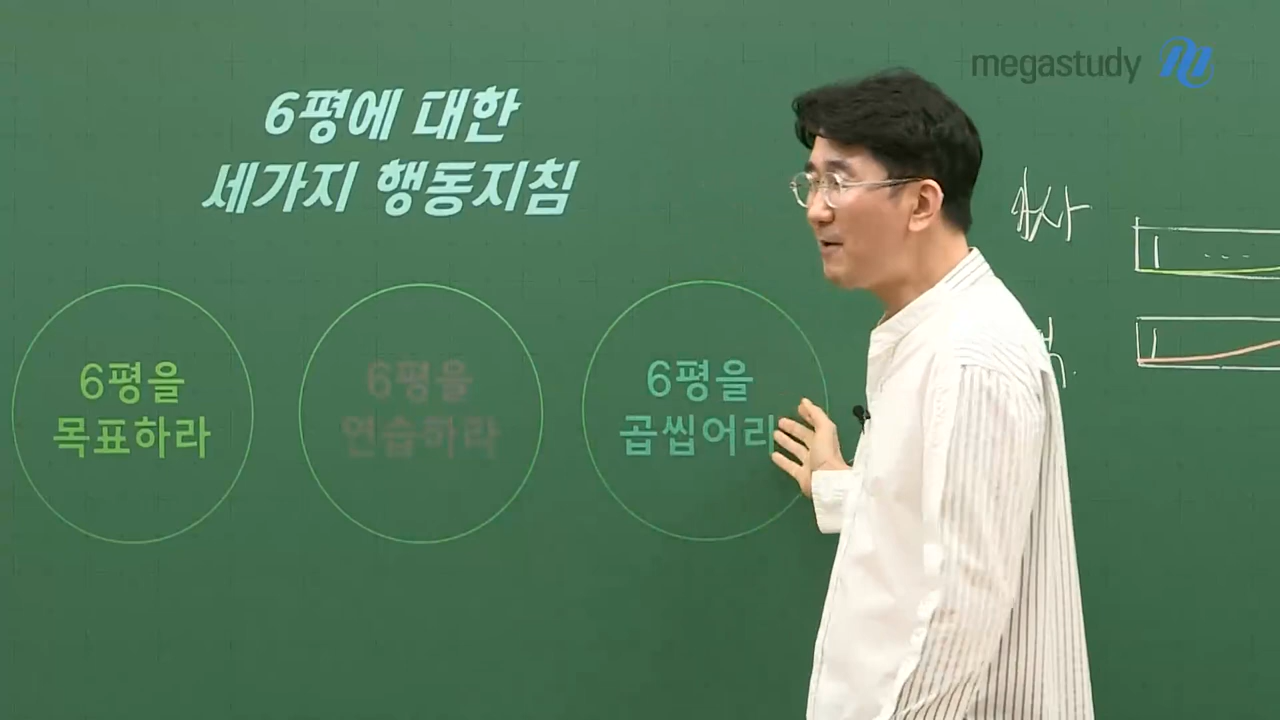 megastudy
6평에 대한
세가지 행동지침
6평을
목표하라
6평을
연습하라
6평을
곱씹어라